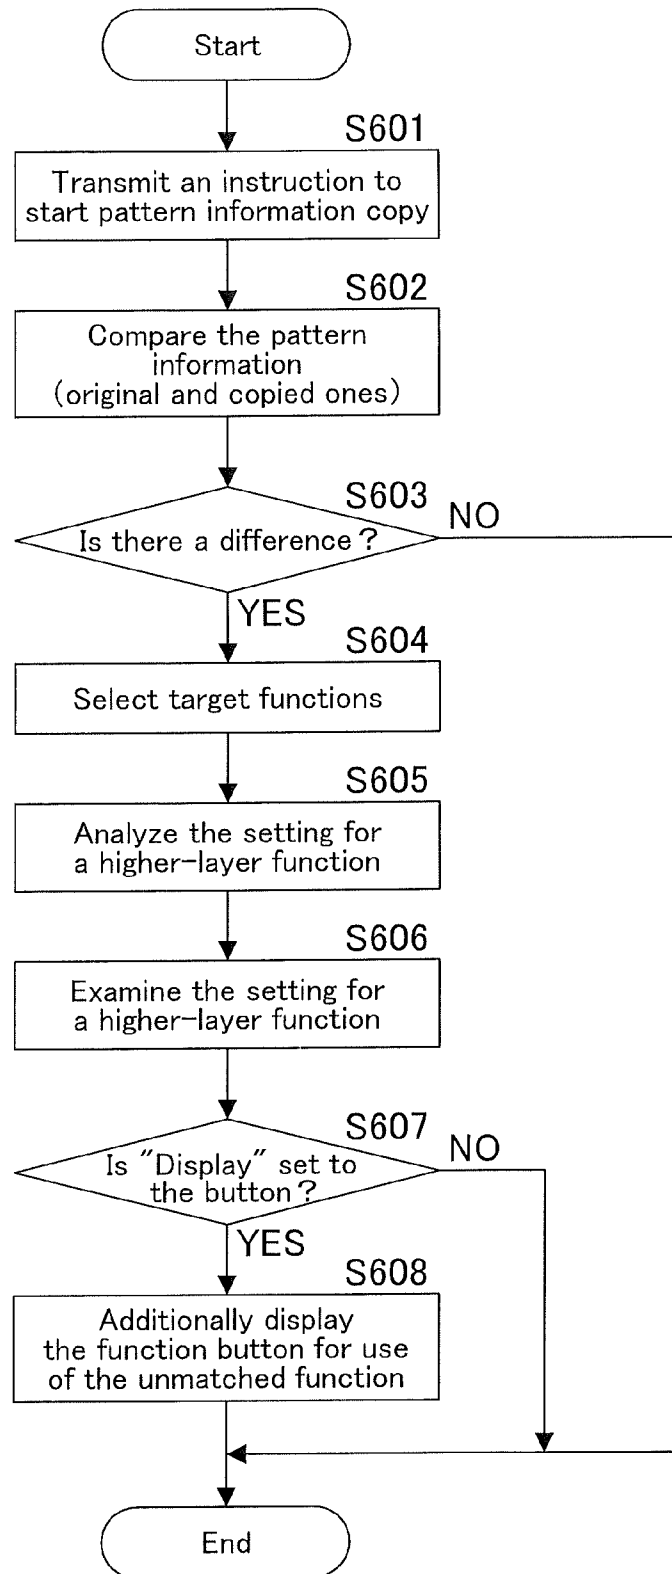 Start
S601
Transmit an instruction to
start pattern information copy
S602
Compare the pattern
information
(original and copied ones)
S603
Is there a difference?
NO
YES
S604
Select target functions
S605
Analyze the setting for
a higher-layer function
S606
Examine the setting for
a higher-layer function
S607
Is "Display" set to
the button?
NO
YES
S608
Additionally display
the function button for use
of the unmatched function
End